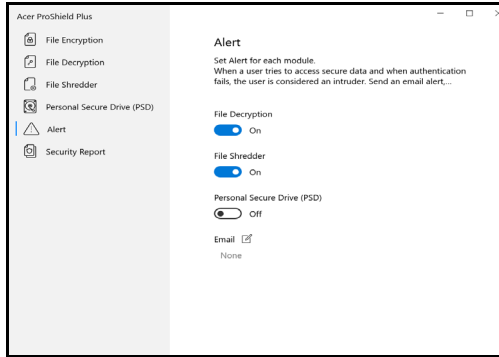 Acer ProShield Plus
File Encryption
File Decryption
File Shredder
Personal Secure Drive (PSD)
Alert
Security Report
Alert
Set Alert for each module.
When a user tries to access secure data and when authentication
fails, the user is considered an intruder. Send an email alert,...
File Decryption
On
File Shredder
On
Personal Secure Drive (PSD)
Off
Email
None